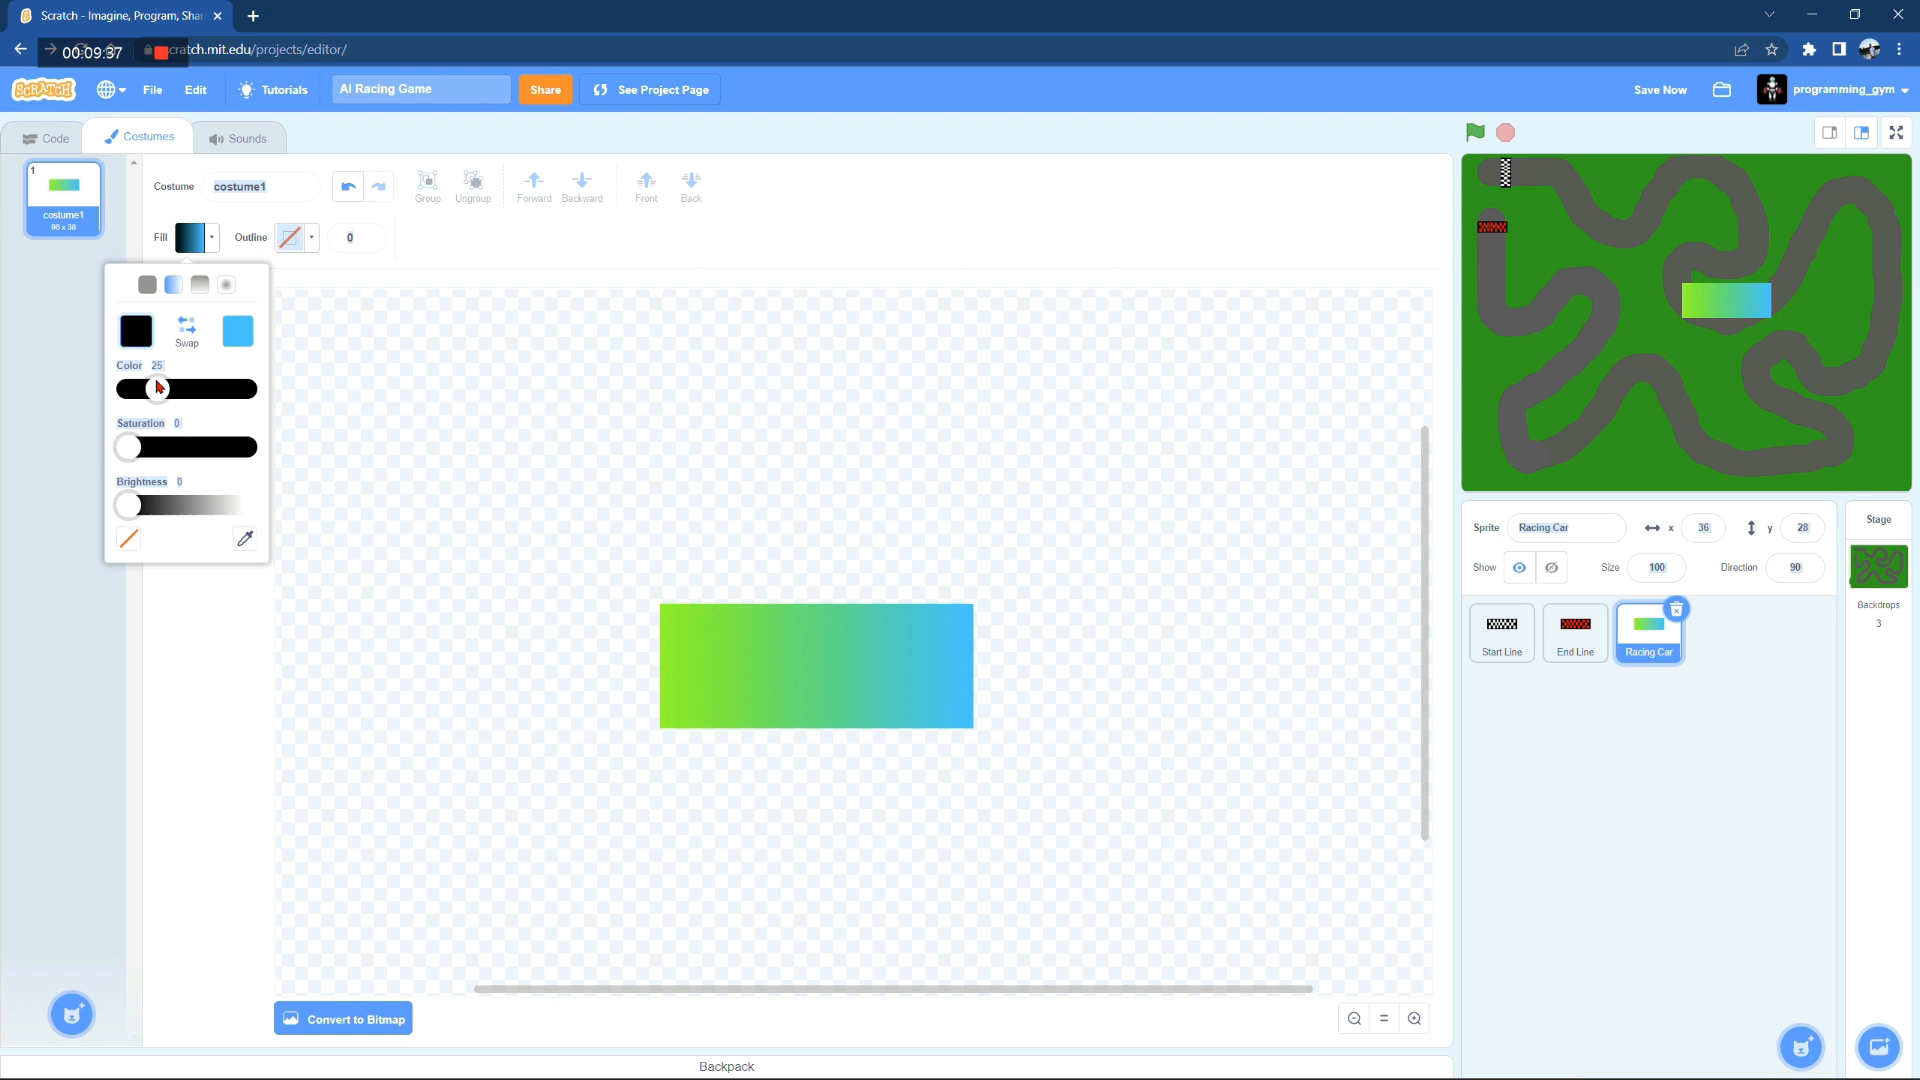 Scratch - Imagine, Program, Shar
00:09:37
cratch.mit.edu/projects/editor/
SCRATCH
File
Edit
Tutorials
AI Racing Game
Share
See Project Page
Save Now
programming_gym
Code
Costumes
Sounds
1
costume1
96 x 38
Costume
costume1
Group
Ungroup
Forward
Backward
Front
Back
Fill
Outline
0
Swap
Color 25
Saturation 0
Brightness 0
Convert to Bitmap
Backpack
Sprite
Racing Car
x
36
y
28
Show
Size
100
Direction
90
Start Line
End Line
Racing Car
Stage
Backdrops
3